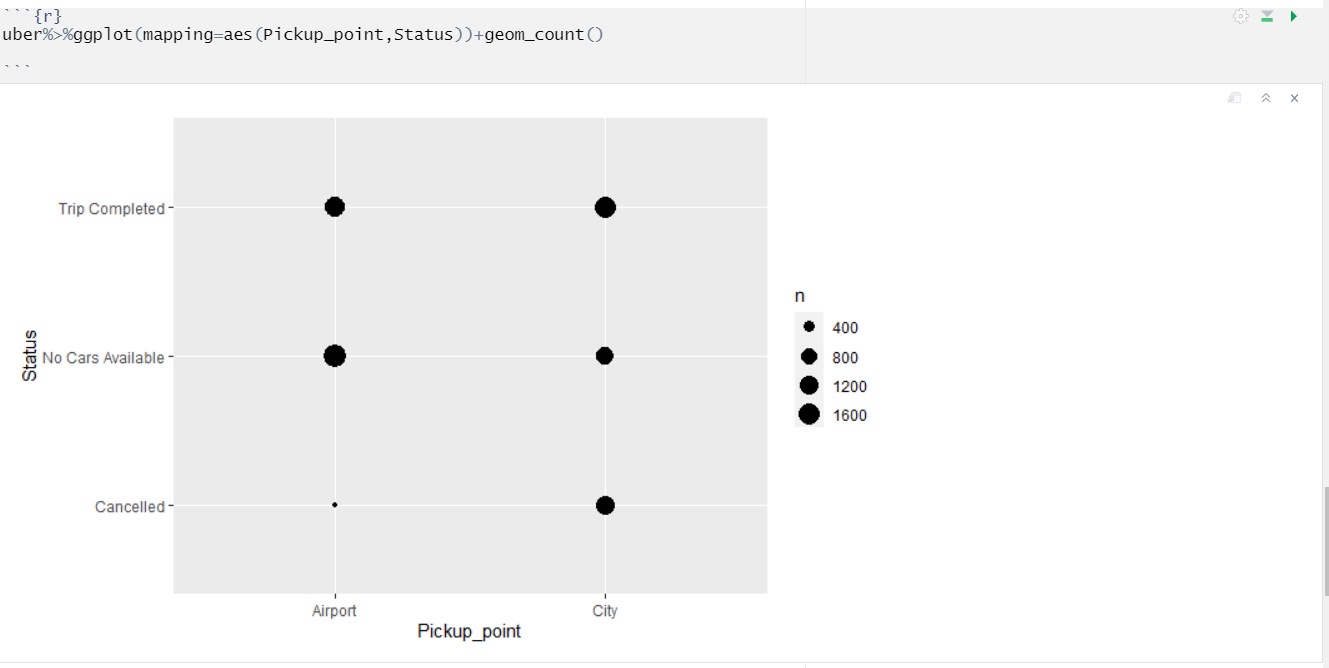 ```{r}
uber%>%ggplot(mapping=aes(Pickup_point,Status))+geom_count()
```
Trip Completed
No Cars Available
Cancelled
Status
Airport
City
Pickup_point
n
400
800
1200
1600